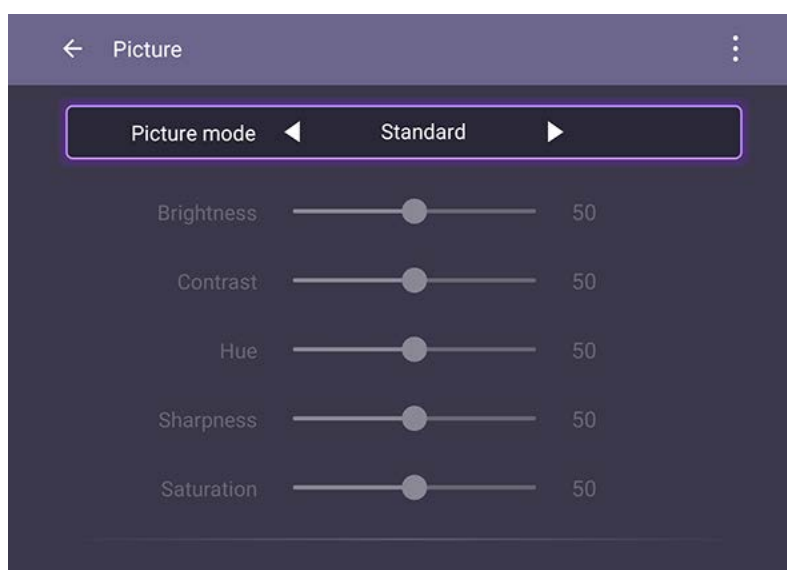 Picture
Picture mode Standard
Brightness 50
Contrast 50
Hue 50
Sharpness 50
Saturation 50